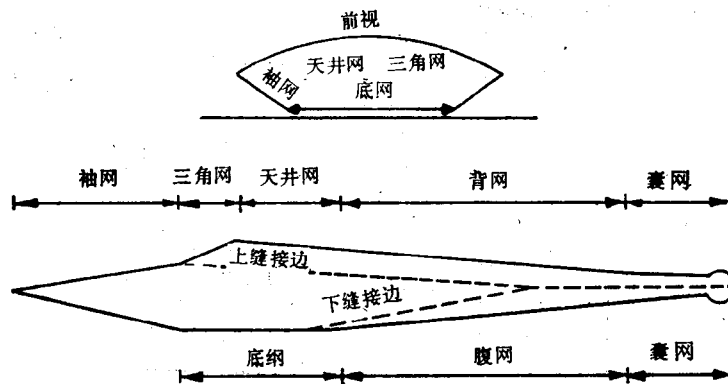 前视
天井网 三角网
袖网
底网
袖网 三角网 天井网 背网 囊网
上缝接边
下缝接边
底纲 腹网 囊网